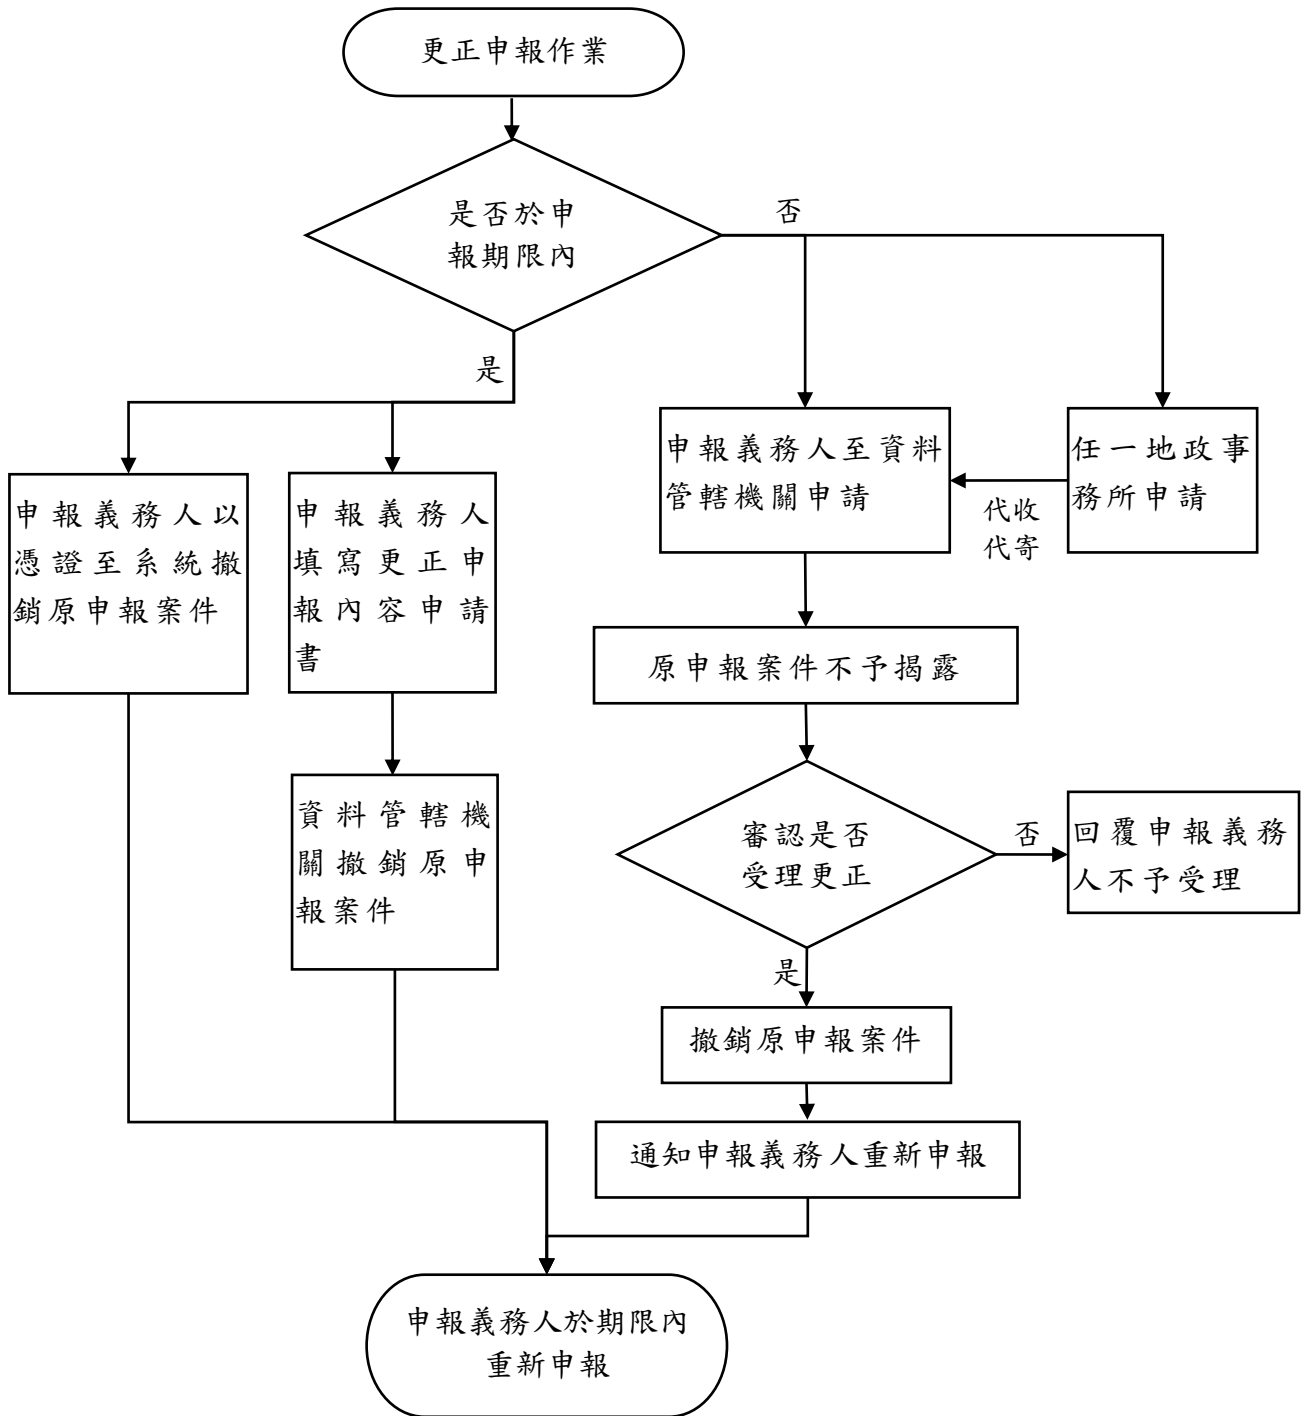 更正申報作業
是否於申
報期限內
否
是
申報義務人以
憑證至系統撤
銷原申報案件
申報義務人
填寫更正申
報內容申請
書
資料管轄機
關撤銷原申
報案件
申報義務人至資料
管轄機關申請
代收
代寄
任一地政事
務所申請
原申報案件不予揭露
審認是否
受理更正
否
回覆申報義務
人不予受理
是
撤銷原申報案件
通知申報義務人重新申報
申報義務人於期限內
重新申報